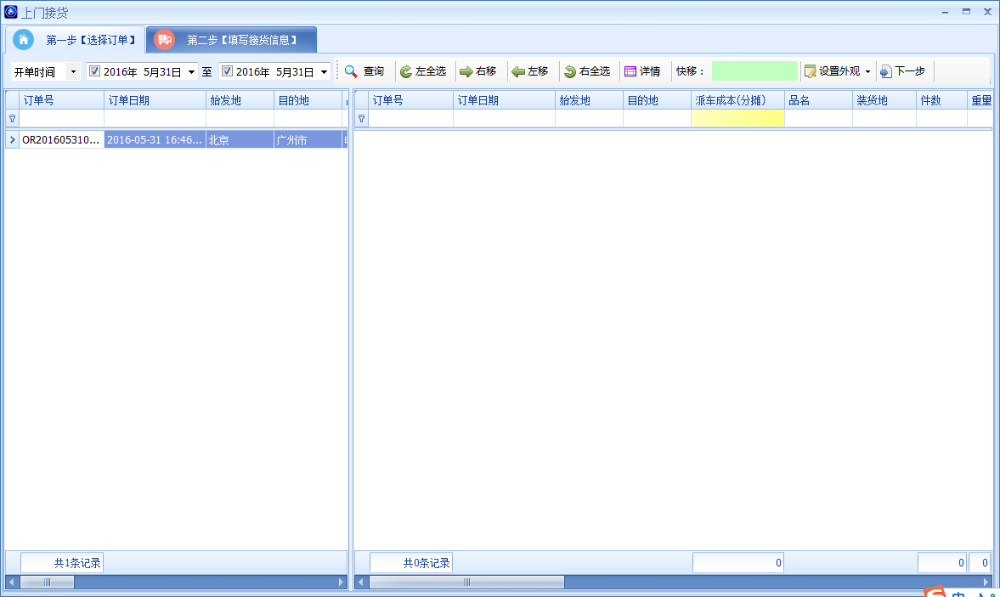 上门接货
第一步【选择订单】 第二步【填写接货信息】
开单时间 2016年 5月31日 至 2016年 5月31日 查询 左全选 右移 左移 右全选 详情 快移： 设置外观 下一步
订单号 订单日期 始发地 目的地 订单号 订单日期 始发地 目的地 派车成本(分摊) 品名 装货地 件数 重量
OR201605310... 2016-05-31 16:46... 北京 广州市
共1条记录 共0条记录 0 0 0